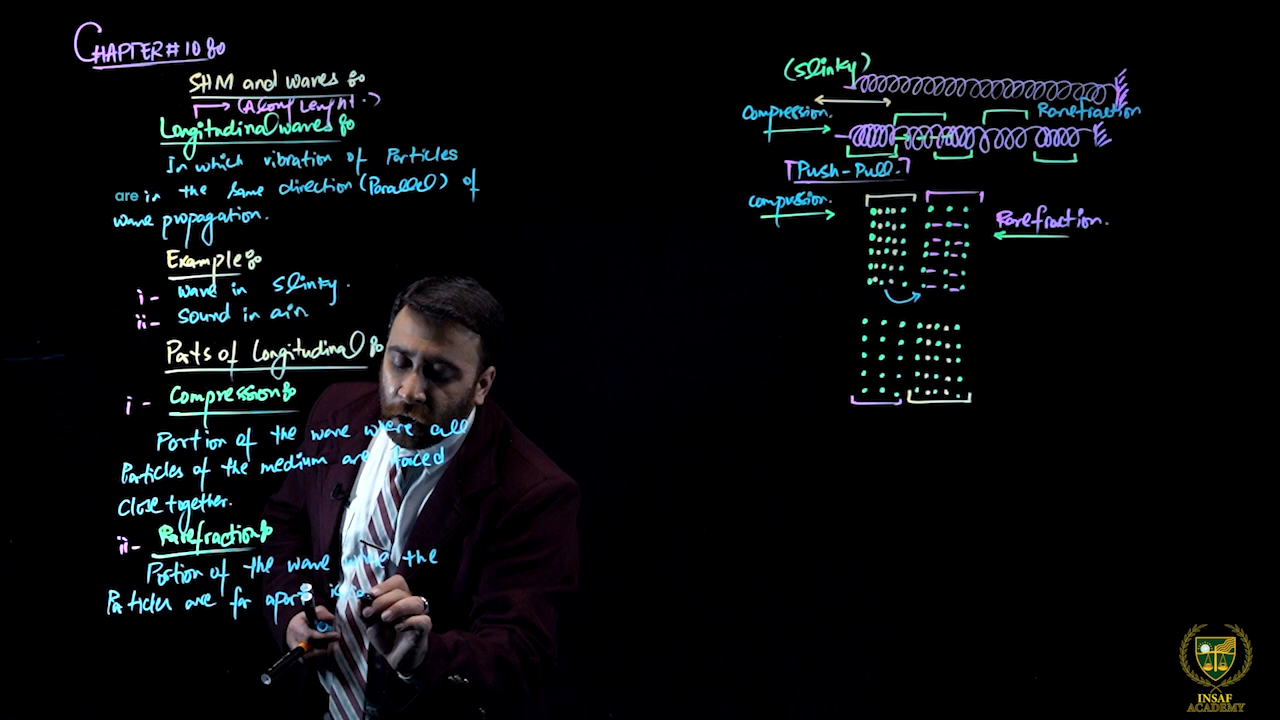 CHAPTER # 10 :
SHM and waves :
(Along Lenght.)
Longitudinal waves :
In which vibration of Particles
are in the same direction (Parallel) of
wave propagation.
Example :
i- wave in slinky.
ii- Sound in air
Parts of Longitudinal :
i- Compression :
Portion of the wave where all
Particles of the medium are Placed
Close together.
ii- Rarefraction :
Portion of the wave the
Particles are far apart
(Slinky)
Compression. Rarefraction
"Push-Pull."
compression.
Rarefraction.
INSAF
ACADEMY